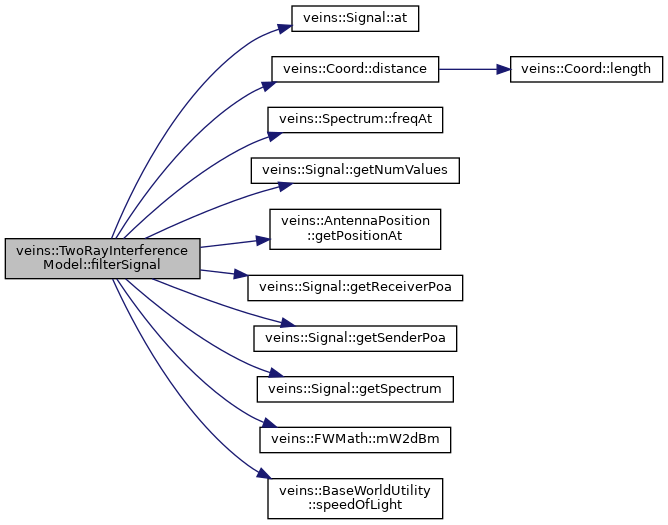 veins::Signal::at
veins::Coord::distance
veins::Coord::length
veins::Spectrum::freqAt
veins::Signal::getNumValues
veins::AntennaPosition
::getPositionAt
veins::TwoRayInterference
Model::filterSignal
veins::Signal::getReceiverPoa
veins::Signal::getSenderPoa
veins::Signal::getSpectrum
veins::FWMath::mW2dBm
veins::BaseWorldUtility
::speedOfLight